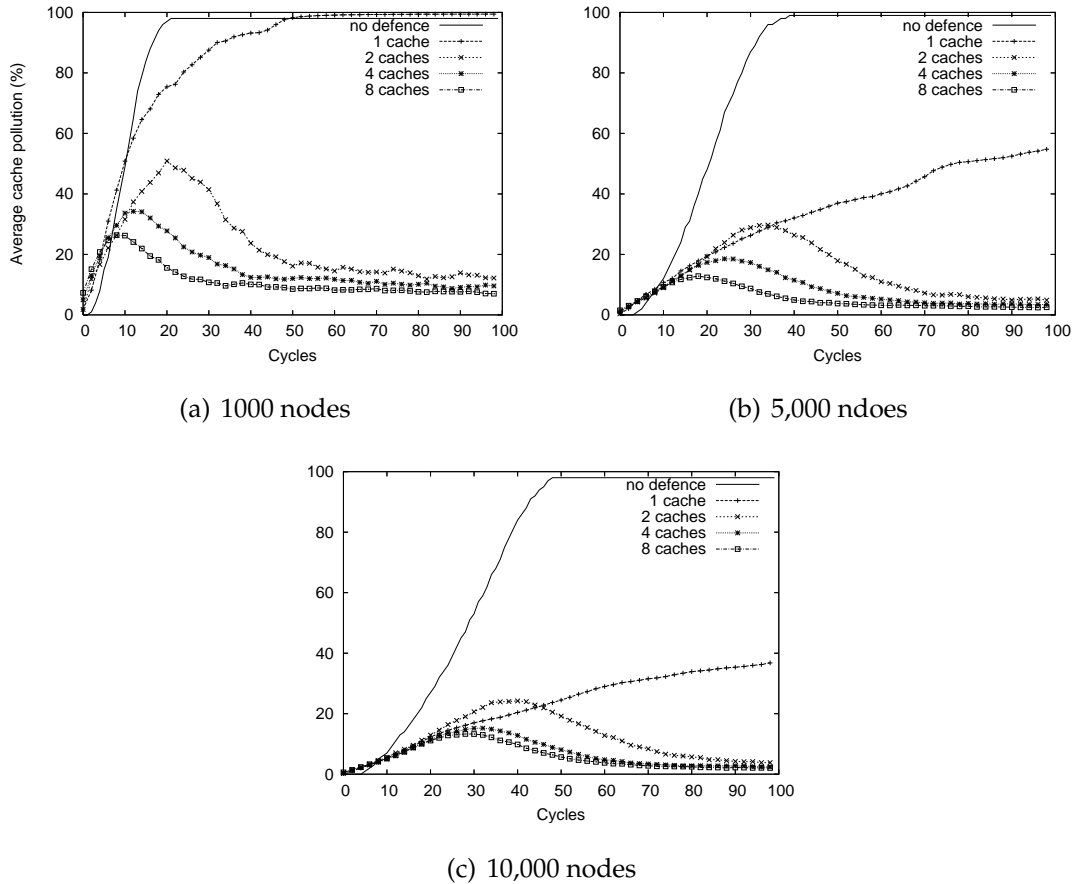 100
80
60
40
20
0
0 10 20 30 40 50 60 70 80 90 100
Average cache pollution (%)
Cycles
no defence
1 cache
2 caches
4 caches
8 caches
(a) 1000 nodes
100
80
60
40
20
0
0 10 20 30 40 50 60 70 80 90 100
Cycles
no defence
1 cache
2 caches
4 caches
8 caches
(b) 5,000 ndoes
100
80
60
40
20
0
0 10 20 30 40 50 60 70 80 90 100
Cycles
no defence
1 cache
2 caches
4 caches
8 caches
(c) 10,000 nodes